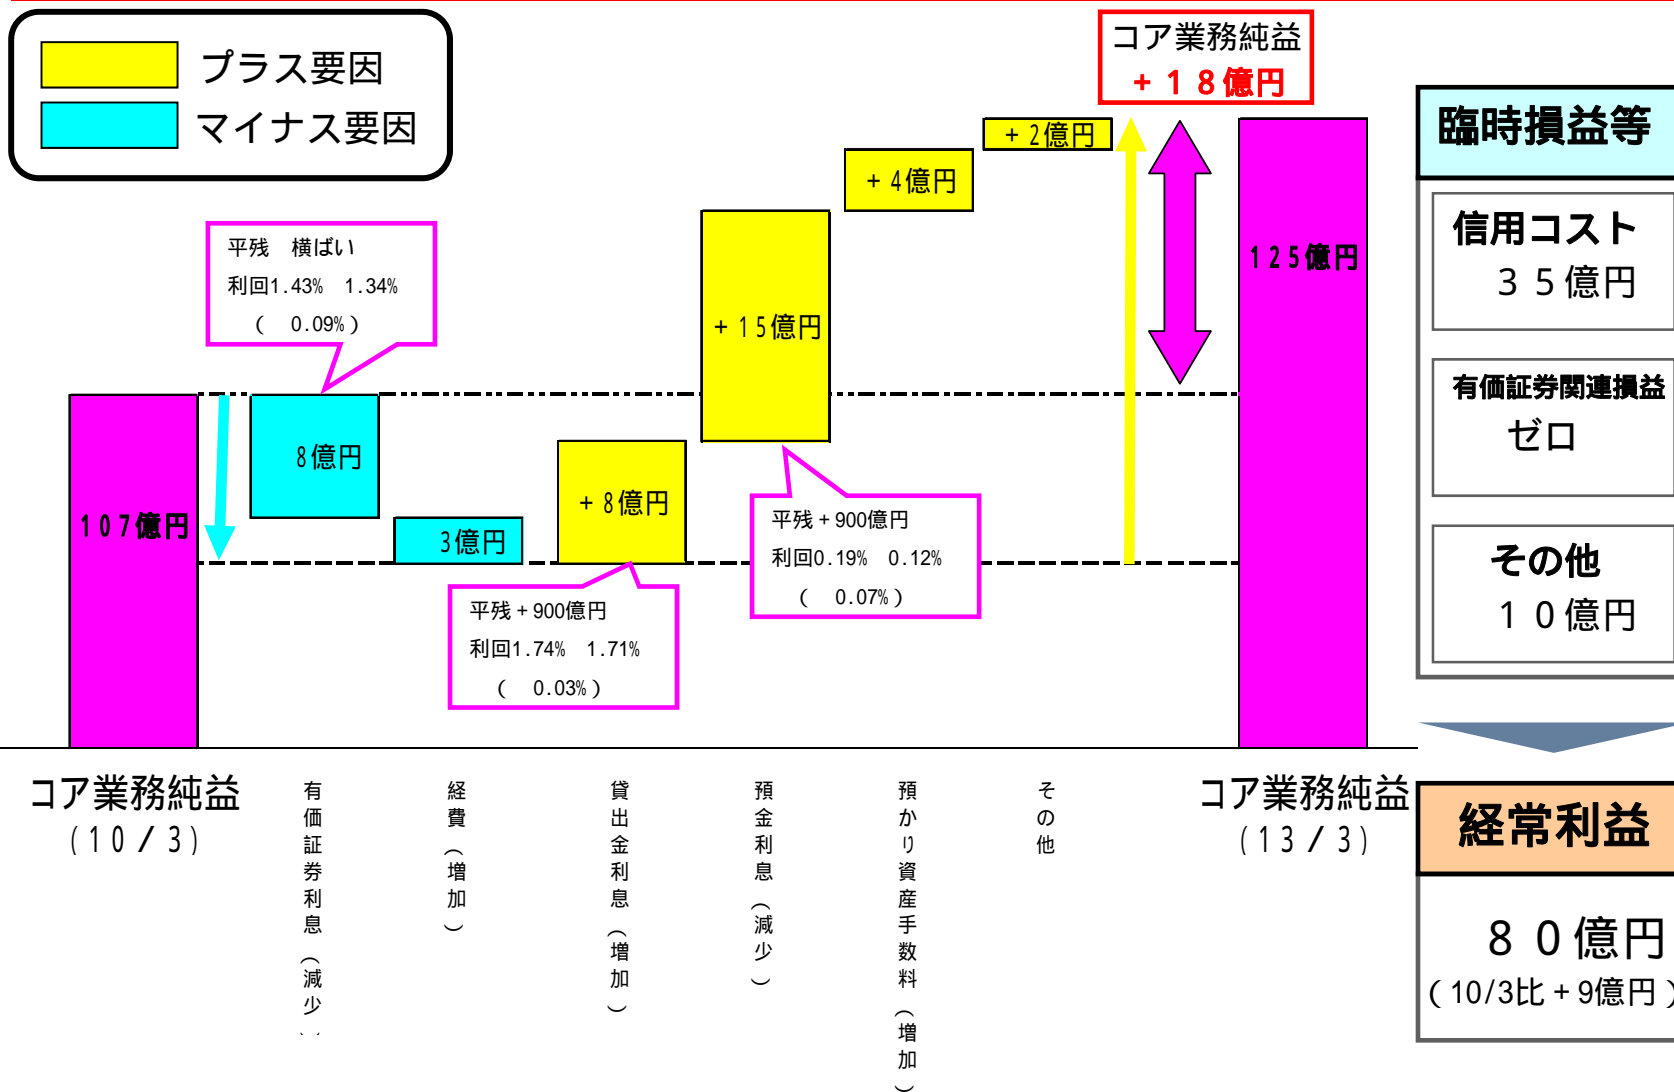 プラス要因
マイナス要因
コア業務純益
+18億円
+2億円
+4億円
+15億円
+8億円
8億円
3億円
107億円
125億円
平残 横ばい
利回1.43% 1.34%
( 0.09%)
平残+900億円
利回1.74% 1.71%
( 0.03%)
平残+900億円
利回0.19% 0.12%
( 0.07%)
コア業務純益
(10/3)
有価証券利息(減少)
経費(増加)
貸出金利息(増加)
預金利息(減少)
預かり資産手数料(増加)
その他
コア業務純益
(13/3)
臨時損益等
信用コスト
35億円
有価証券関連損益
ゼロ
その他
10億円
経常利益
80億円
(10/3比+9億円)